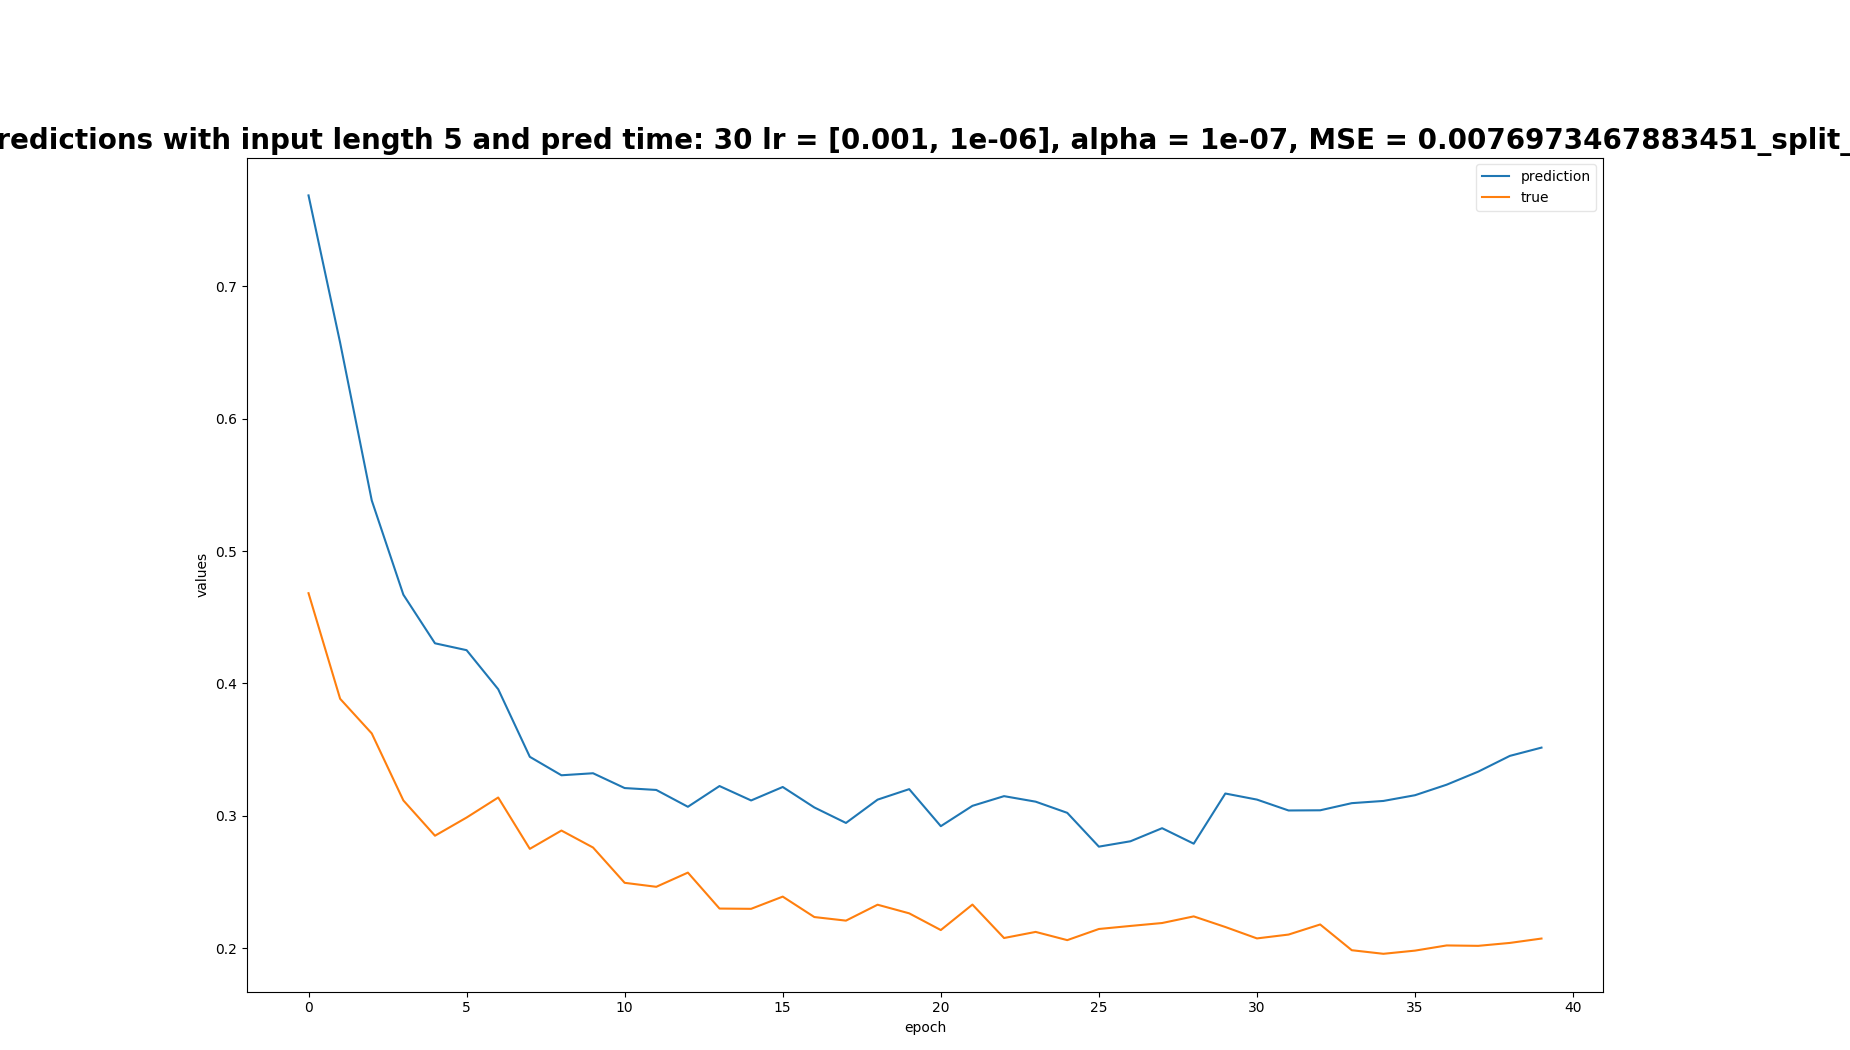 redictions with input length 5 and pred time: 30 lr = [0.001, 1e-06], alpha = 1e-07, MSE = 0.0076973467883451_split_
prediction
true
values
0.7
0.6
0.5
0.4
0.3
0.2
0 5 10 15 20 25 30 35 40
epoch